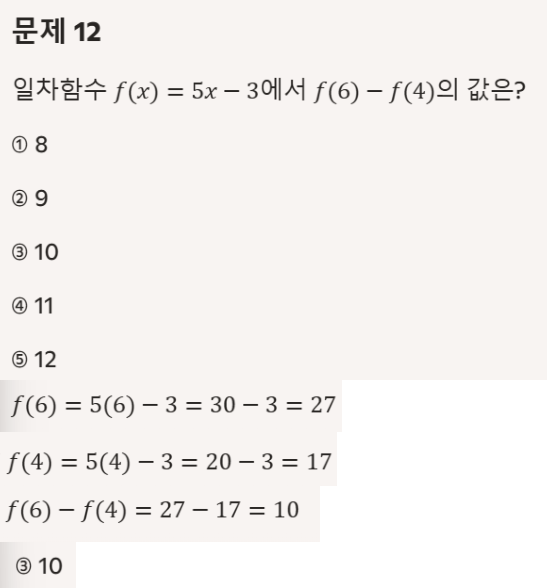 문제 12
일차함수 f(x) = 5x − 3에서 f(6) − f(4)의 값은?
① 8
② 9
③ 10
④ 11
⑤ 12
f(6) = 5(6) − 3 = 30 − 3 = 27
f(4) = 5(4) − 3 = 20 − 3 = 17
f(6) − f(4) = 27 − 17 = 10
③ 10